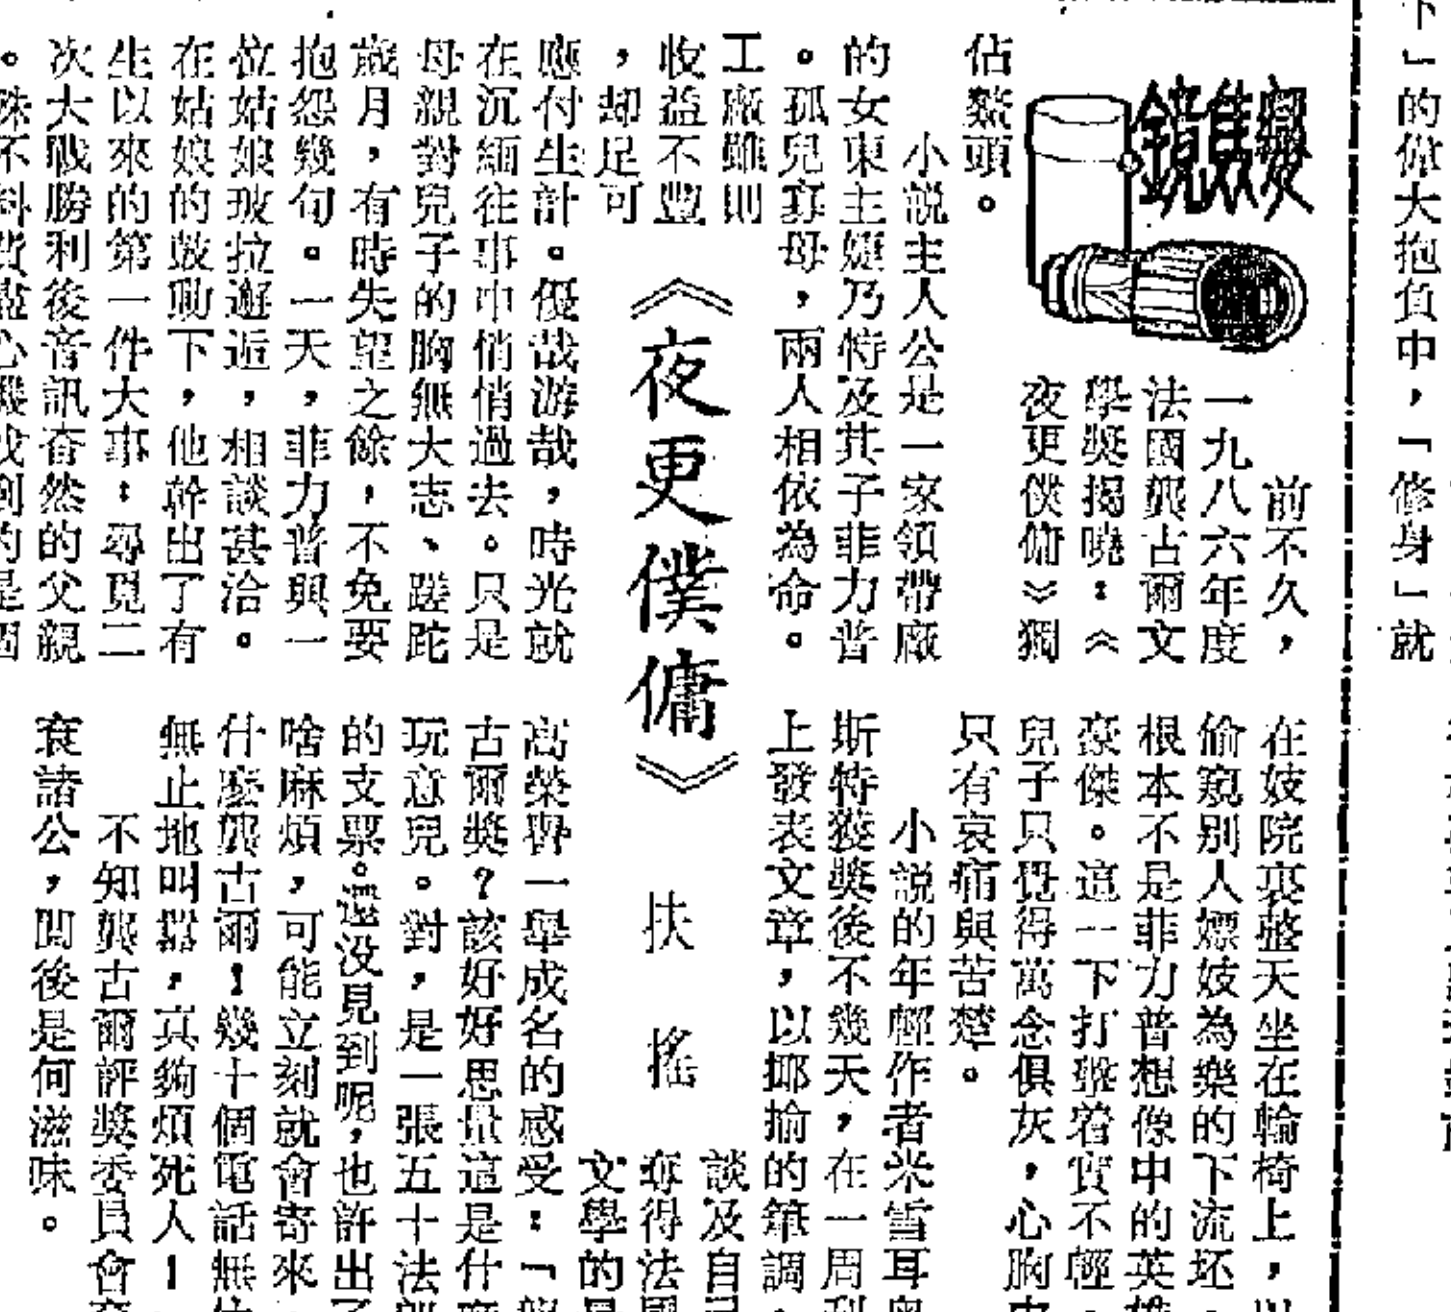 下」的偉大抱負中,「修身」就
變焦鏡
《夜更僕傭》
扶搖
前不久,
一九八六年度
法國龔古爾文
學獎揭曉:《
夜更僕傭》獨
佔鰲頭。
小說主人公是一家領帶廠
的女東主妲乃特及其子菲力普
。孤兒寡母,兩人相依為命。
工廠雖則
收益不豐
,却足可
應付生計。優哉游哉,時光就
在沉緬往事中悄悄過去。只是
母親對兒子的胸無大志、蹉跎
歲月,有時失望之餘,不免要
抱怨幾句。一天,菲力普與一
位姑娘玻拉邂逅,相談甚洽。
在姑娘的鼓動下,他幹出了有
生以來的第一件大事:尋覓二
次大戰勝利後音訊杳然的父親
。殊不料費盡心機找到的是個
在妓院裏整天坐在輪椅上,以
偷窺别人嫖妓為樂的下流坯。
根本不是菲力普想像中的英雄
豪傑。這一下打擊着實不輕,
兒子只覺得萬念俱灰,心胸中
只有哀痛與苦楚。
小說的年輕作者米雪耳奧
斯特獲獎後不幾天,在一周刊
上發表文章,以揶揄的筆調,
談及自己
奪得法國
文學的最
高榮譽一舉成名的感受:「龔
古爾獎?該好好思量這是什麼
玩意兒。對,是一張五十法郎
的支票。還没見到呢,也許出了
啥麻煩,可能立刻就會寄來。
什麼龔古爾!幾十個電話無休
無止地叫囂,真夠煩死人!
不知龔古爾評獎委員會袞
袞諸公,聞後是何滋味。